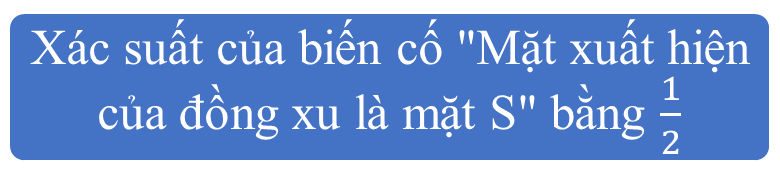 Xác suất của biến cố "Mặt xuất hiện
của đồng xu là mặt S" bằng 1/2